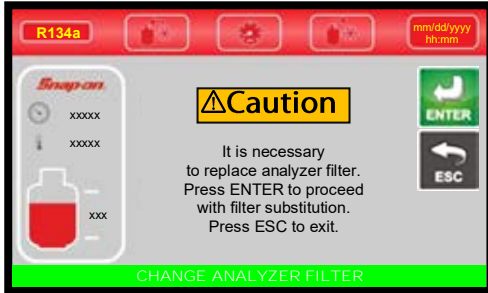 R134a
mm/dd/yyyy
hh:mm
Snap-on
xxxxx
xxxxx
xxx
⚠Caution
It is necessary
to replace analyzer filter.
Press ENTER to proceed
with filter substitution.
Press ESC to exit.
ENTER
ESC
CHANGE ANALYZER FILTER